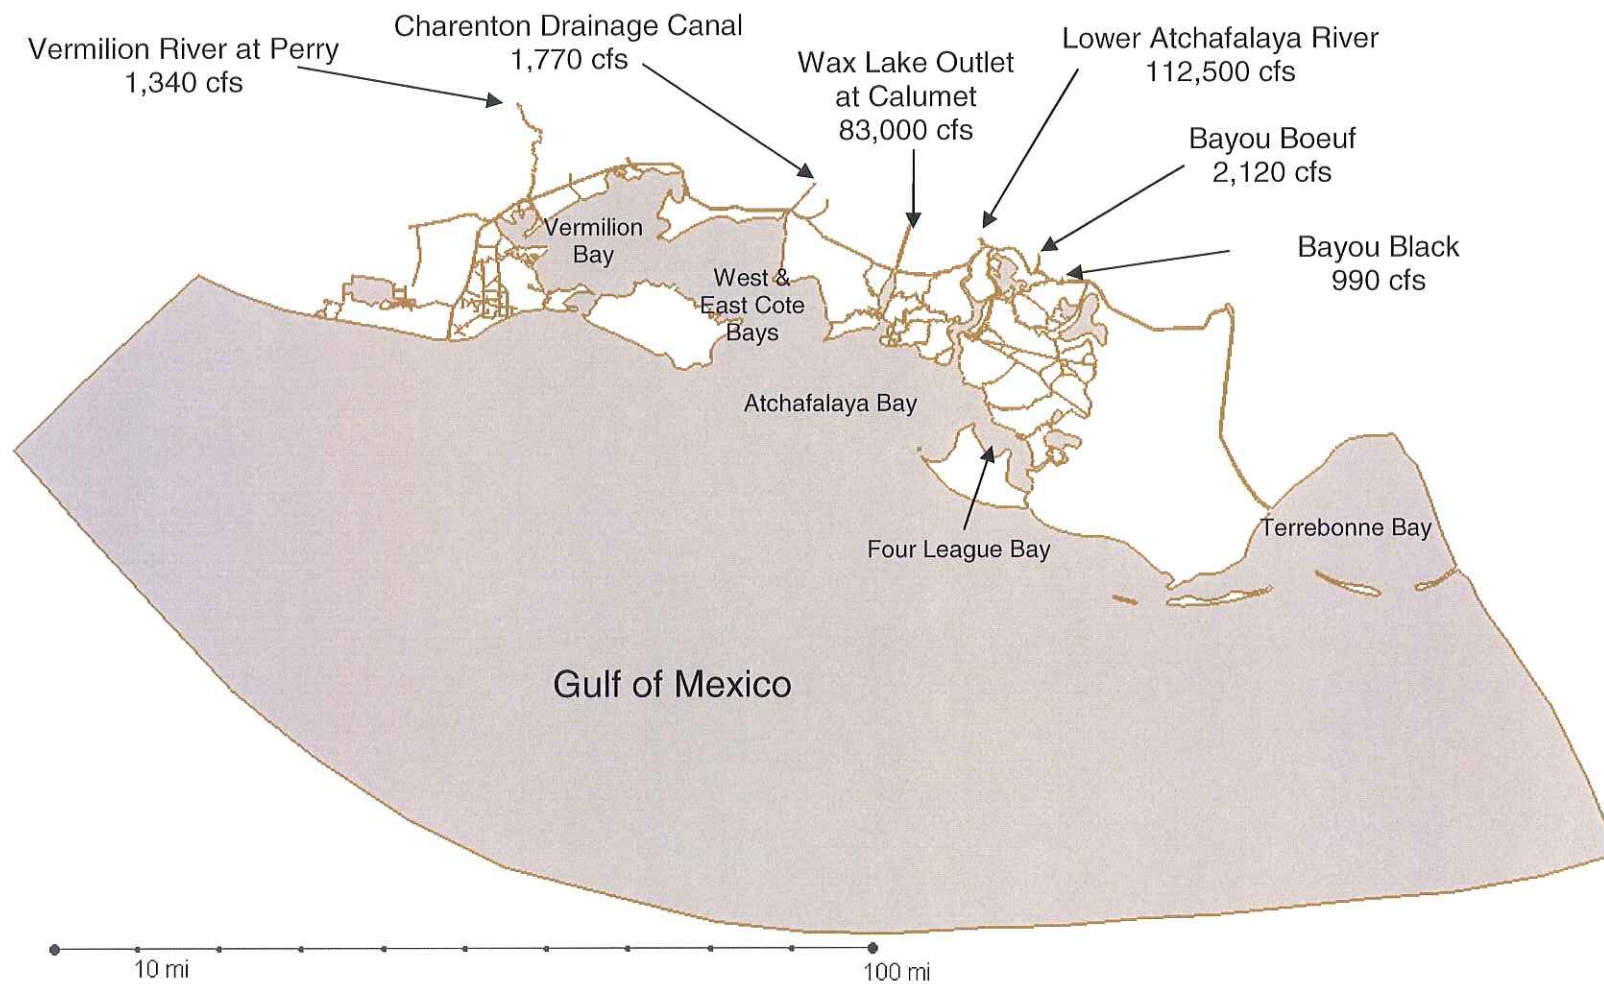 Vermilion River at Perry
1,340 cfs
Charenton Drainage Canal
1,770 cfs
Wax Lake Outlet
at Calumet
83,000 cfs
Lower Atchafalaya River
112,500 cfs
Bayou Boeuf
2,120 cfs
Bayou Black
990 cfs
Vermilion
Bay
West &
East Cote
Bays
Atchafalaya Bay
Four League Bay
Terrebonne Bay
Gulf of Mexico
10 mi
100 mi